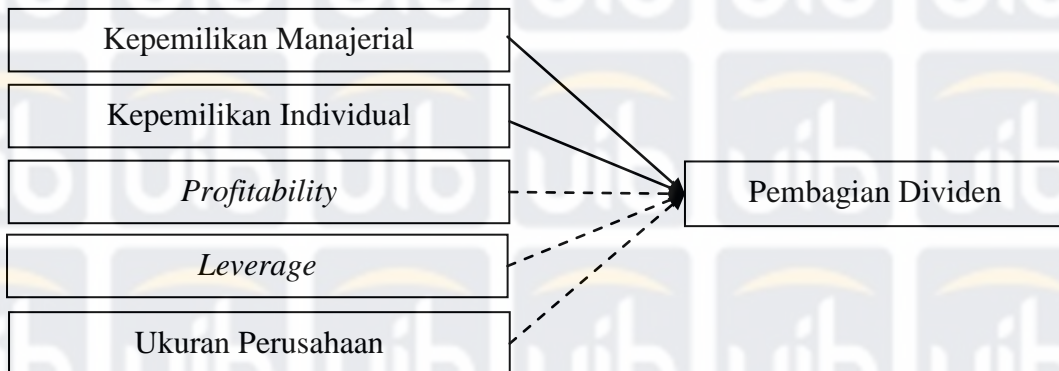 Kepemilikan Manajerial
Kepemilikan Individual
Profitability
Leverage
Ukuran Perusahaan
Pembagian Dividen